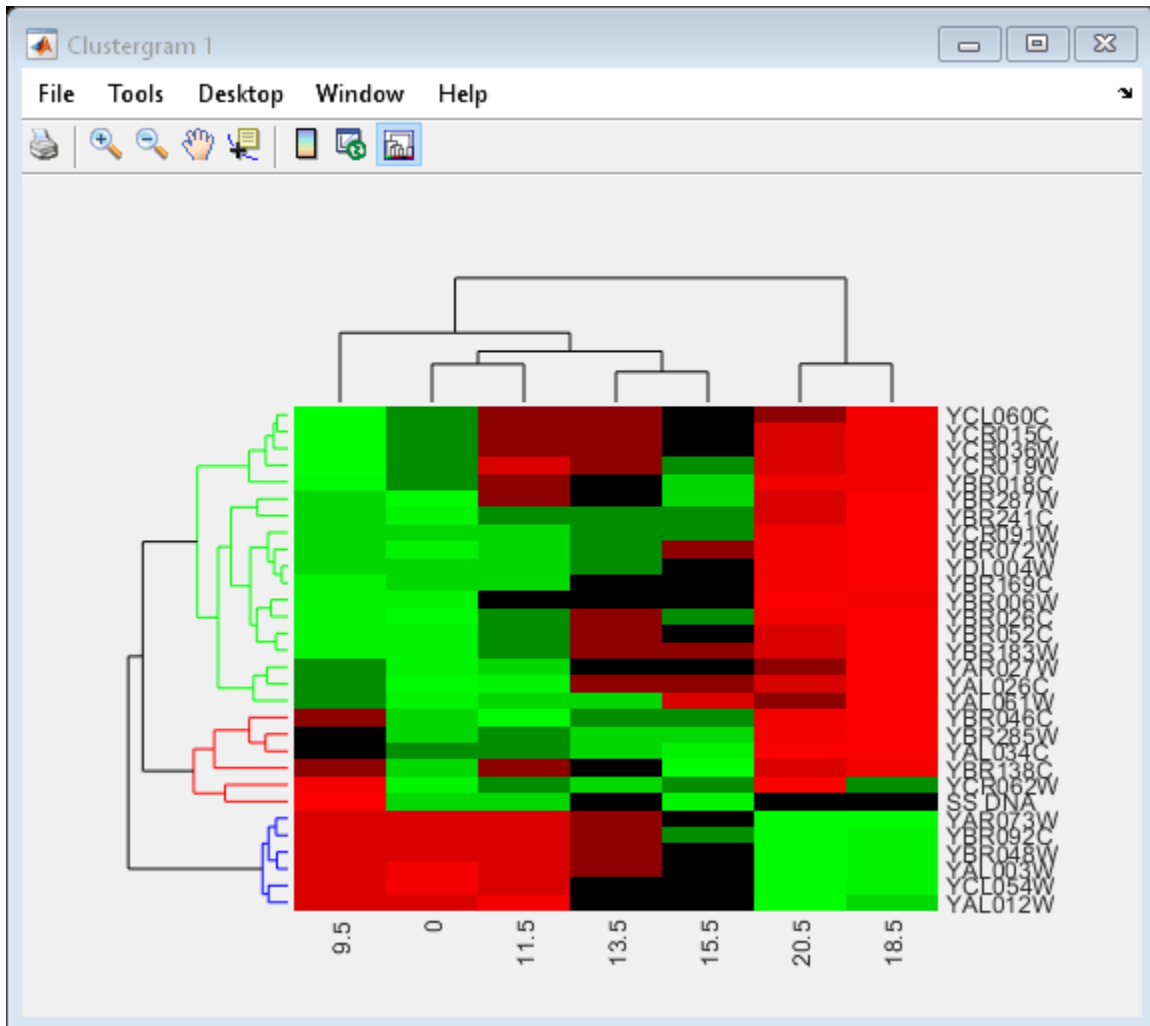 Clustergram 1
File Tools Desktop Window Help
YCL060C
YCR015C
YCR036W
YCR019W
YBR018C
YBR287W
YBR241C
YCR091W
YBR072W
YDL004W
YBR169C
YBR006W
YBR026C
YBR052C
YBR183W
YAR027W
YAL026C
YAL061W
YBR046C
YBR285W
YAL034C
YBR138C
YCR062W
SS DNA
YAR073W
YBR092C
YBR048W
YAL003W
YCL054W
YAL012W
9.5 0 11.5 13.5 15.5 20.5 18.5